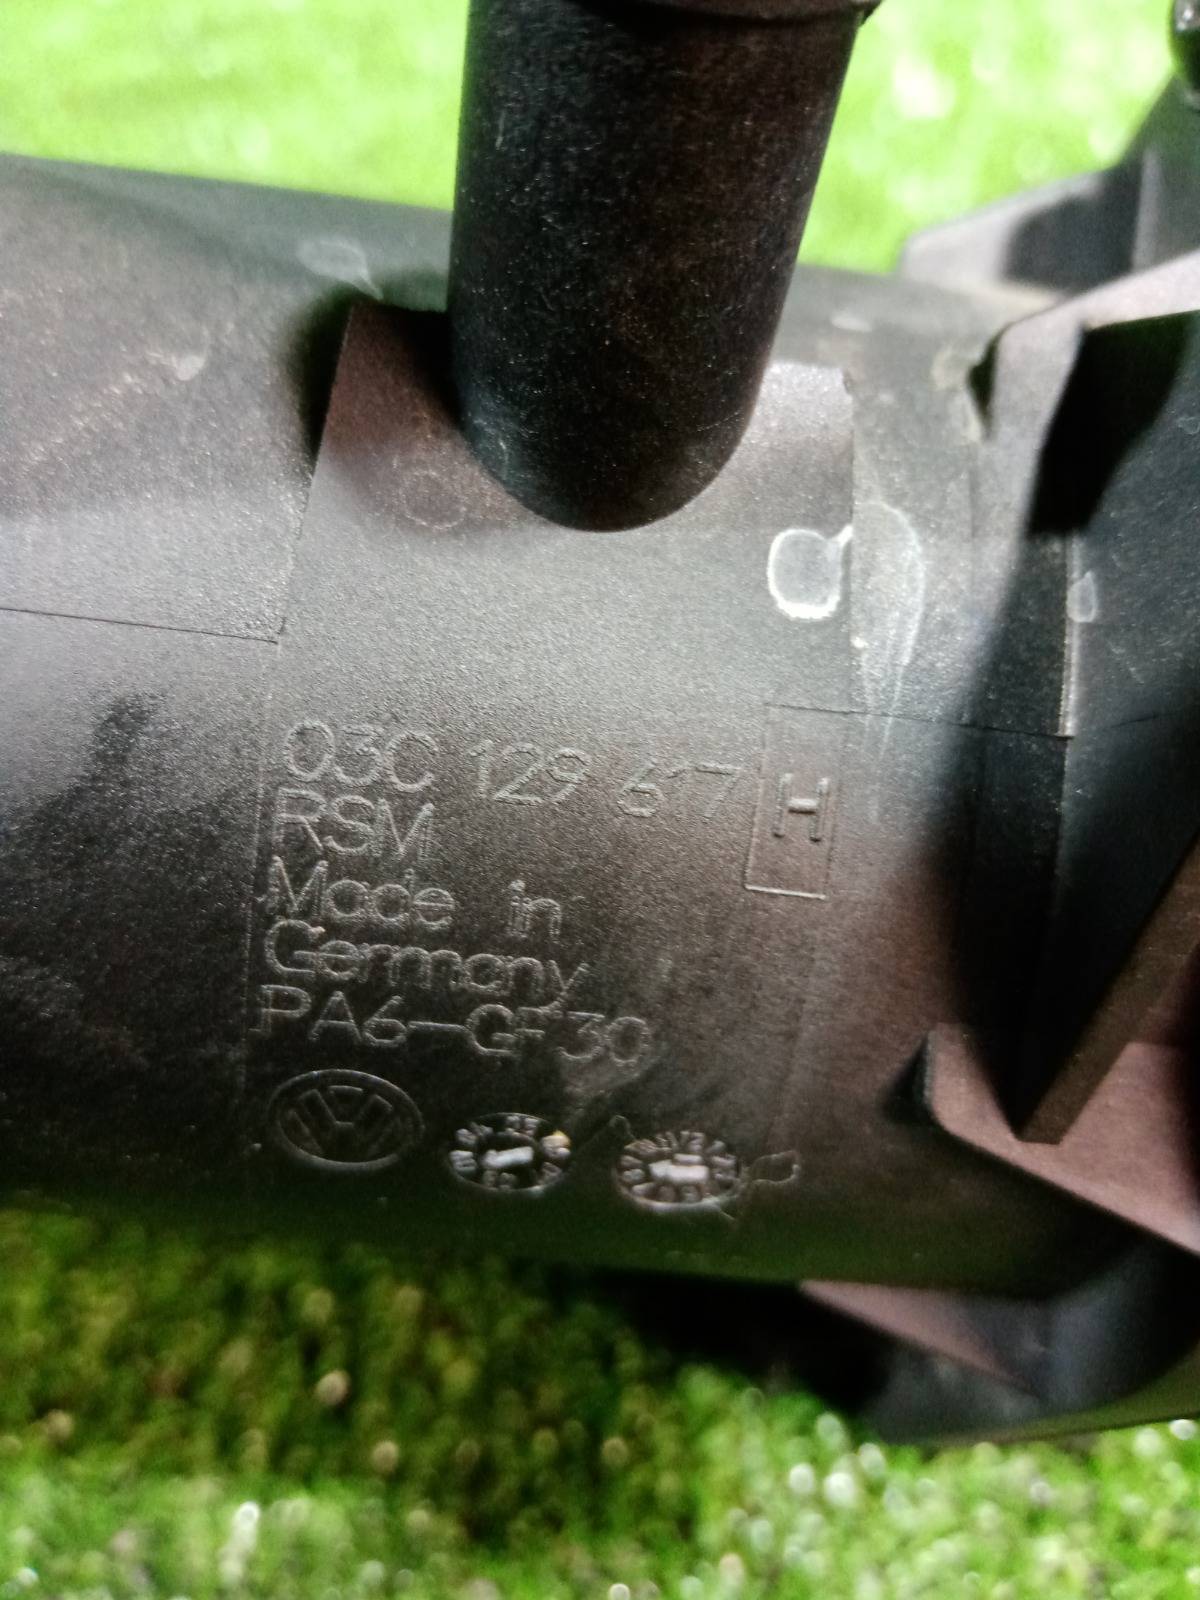 03C 129 617 H
RSM
Made in
Germany
PA6-GF30